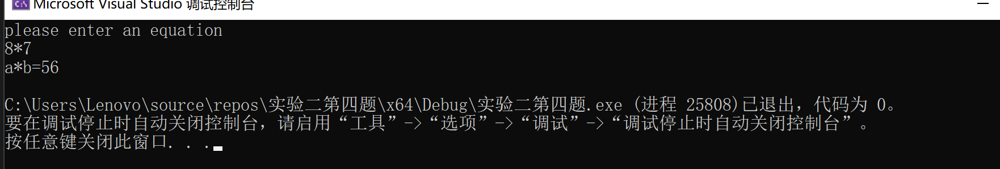 Microsoft Visual Studio 调试控制台
please enter an equation
8*7
a*b=56
C:\Users\Lenovo\source\repos\实验二第四题\x64\Debug\实验二第四题.exe (进程 25808)已退出，代码为 0。
要在调试停止时自动关闭控制台，请启用“工具”->“选项”->“调试”->“调试停止时自动关闭控制台”。
按任意键关闭此窗口. . .